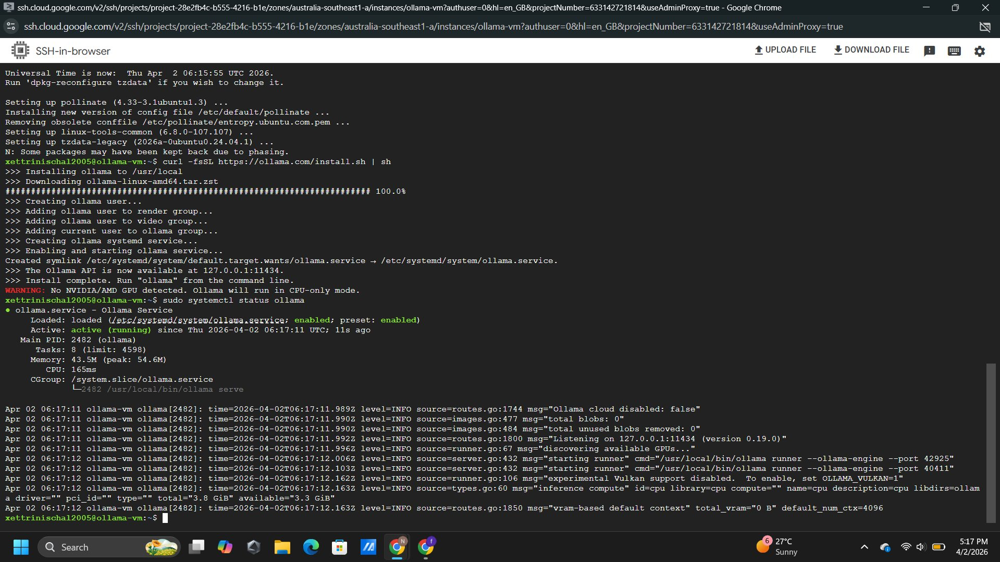 ssh.cloud.google.com/v2/ssh/projects/project-28e2fb4c-b555-4216-b1e/zones/australia-southeast1-a/instances/ollama-vm?authuser=0&hl=en_GB&projectNumber=633142721814&useAdminProxy=true - Google Chrome
ssh.cloud.google.com/v2/ssh/projects/project-28e2fb4c-b555-4216-b1e/zones/australia-southeast1-a/instances/ollama-vm?authuser=0&hl=en_GB&projectNumber=633142721814&useAdminProxy=true
SSH-in-browser
UPLOAD FILE
DOWNLOAD FILE
Universal Time is now:  Thu Apr  2 06:15:55 UTC 2026.
Run 'dpkg-reconfigure tzdata' if you wish to change it.
Setting up pollinate (4.33-3.1ubuntu1.3) ...
Installing new version of config file /etc/default/pollinate ...
Removing obsolete conffile /etc/pollinate/entropy.ubuntu.com.pem ...
Setting up linux-tools-common (6.8.0-107.107) ...
Setting up tzdata-legacy (2026a-0ubuntu0.24.04.1) ...
N: Some packages may have been kept back due to phasing.
xettrinischal2005@ollama-vm:~$ curl -fsSL https://ollama.com/install.sh | sh
>>> Installing ollama to /usr/local
>>> Downloading ollama-linux-amd64.tar.zst
######################################################################## 100.0%
>>> Creating ollama user...
>>> Adding ollama user to render group...
>>> Adding ollama user to video group...
>>> Adding current user to ollama group...
>>> Creating ollama systemd service...
>>> Enabling and starting ollama service...
Created symlink /etc/systemd/system/default.target.wants/ollama.service → /etc/systemd/system/ollama.service.
>>> The Ollama API is now available at 127.0.0.1:11434.
>>> Install complete. Run "ollama" from the command line.
WARNING: No NVIDIA/AMD GPU detected. Ollama will run in CPU-only mode.
xettrinischal2005@ollama-vm:~$ sudo systemctl status ollama
● ollama.service - Ollama Service
     Loaded: loaded (/etc/systemd/system/ollama.service; enabled; preset: enabled)
     Active: active (running) since Thu 2026-04-02 06:17:11 UTC; 11s ago
   Main PID: 2482 (ollama)
      Tasks: 8 (limit: 4598)
     Memory: 43.5M (peak: 54.6M)
        CPU: 165ms
     CGroup: /system.slice/ollama.service
             └─2482 /usr/local/bin/ollama serve
Apr 02 06:17:11 ollama-vm ollama[2482]: time=2026-04-02T06:17:11.989Z level=INFO source=routes.go:1744 msg="Ollama cloud disabled: false"
Apr 02 06:17:11 ollama-vm ollama[2482]: time=2026-04-02T06:17:11.990Z level=INFO source=images.go:477 msg="total blobs: 0"
Apr 02 06:17:11 ollama-vm ollama[2482]: time=2026-04-02T06:17:11.990Z level=INFO source=images.go:484 msg="total unused blobs removed: 0"
Apr 02 06:17:11 ollama-vm ollama[2482]: time=2026-04-02T06:17:11.992Z level=INFO source=routes.go:1800 msg="Listening on 127.0.0.1:11434 (version 0.19.0)"
Apr 02 06:17:11 ollama-vm ollama[2482]: time=2026-04-02T06:17:11.996Z level=INFO source=runner.go:67 msg="discovering available GPUs..."
Apr 02 06:17:12 ollama-vm ollama[2482]: time=2026-04-02T06:17:12.006Z level=INFO source=server.go:432 msg="starting runner" cmd="/usr/local/bin/ollama runner --ollama-engine --port 42925"
Apr 02 06:17:12 ollama-vm ollama[2482]: time=2026-04-02T06:17:12.103Z level=INFO source=server.go:432 msg="starting runner" cmd="/usr/local/bin/ollama runner --ollama-engine --port 40411"
Apr 02 06:17:12 ollama-vm ollama[2482]: time=2026-04-02T06:17:12.162Z level=INFO source=runner.go:106 msg="experimental Vulkan support disabled.  To enable, set OLLAMA_VULKAN=1"
Apr 02 06:17:12 ollama-vm ollama[2482]: time=2026-04-02T06:17:12.163Z level=INFO source=types.go:60 msg="inference compute" id=cpu library=cpu compute="" name=cpu description=cpu libdirs=ollam
a driver="" pci_id="" type="" total="3.8 GiB" available="3.3 GiB"
Apr 02 06:17:12 ollama-vm ollama[2482]: time=2026-04-02T06:17:12.163Z level=INFO source=routes.go:1850 msg="vram-based default context" total_vram="0 B" default_num_ctx=4096
xettrinischal2005@ollama-vm:~$
Search
N
f
6
27°C
Sunny
5:17 PM
4/2/2026